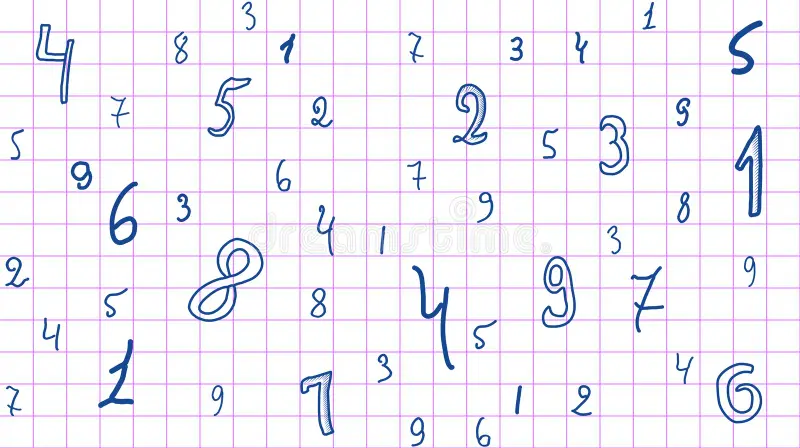 3 1
4 8 1 7 3 4 5
7 5 2 2 9
5 5 3 1
9 6 7
6 3 9 8
4 1 3
2 8 9 9
5 8 4 7
4 5
1 3 4
7 9 7 1 2 6
9 6
dreamstime